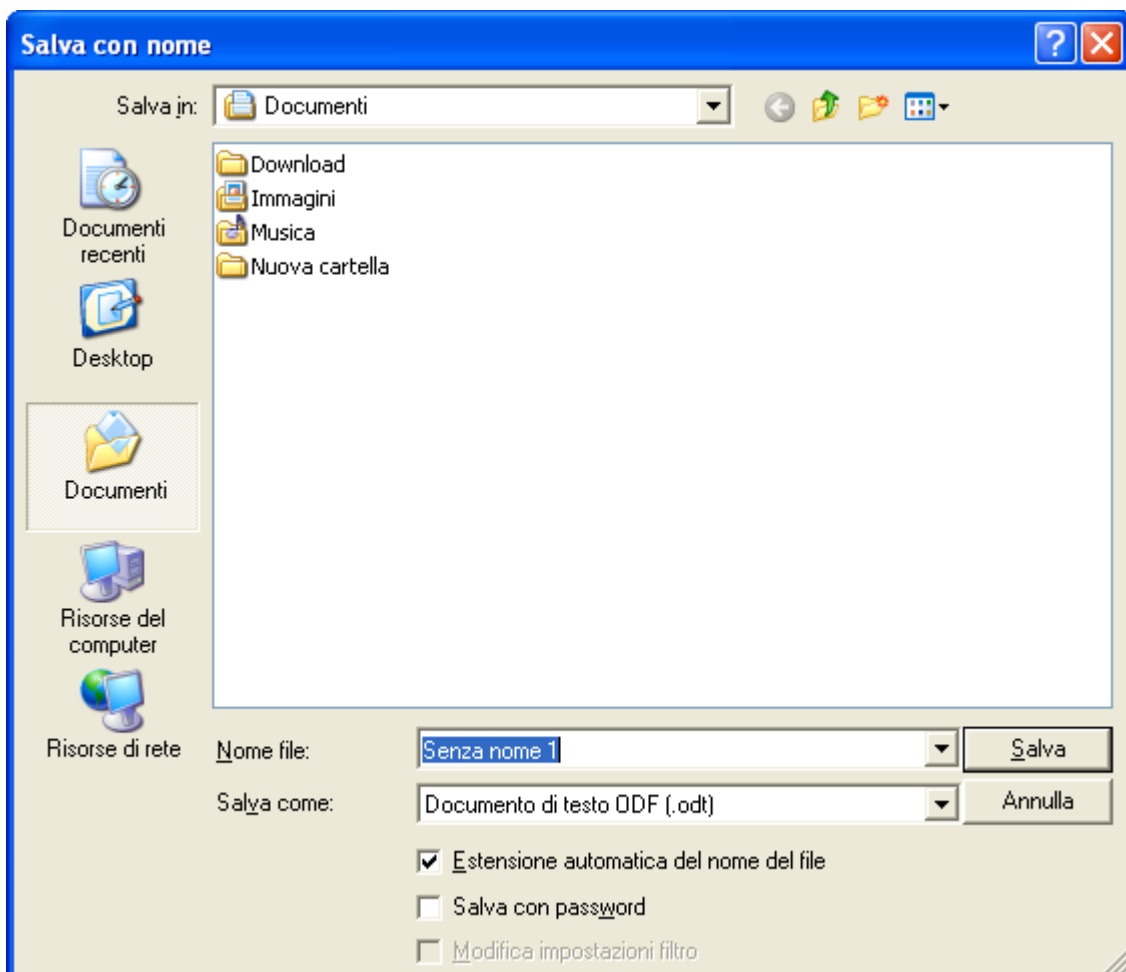 Salva con nome
Salva in:
Documenti
Download
Immagini
Musica
Nuova cartella
Documenti
recenti
Desktop
Documenti
Risorse del
computer
Risorse di rete
Nome file:
Senza nome 1
Salva
Salva come:
Documento di testo ODF (.odt)
Annulla
Estensione automatica del nome del file
Salva con password
Modifica impostazioni filtro